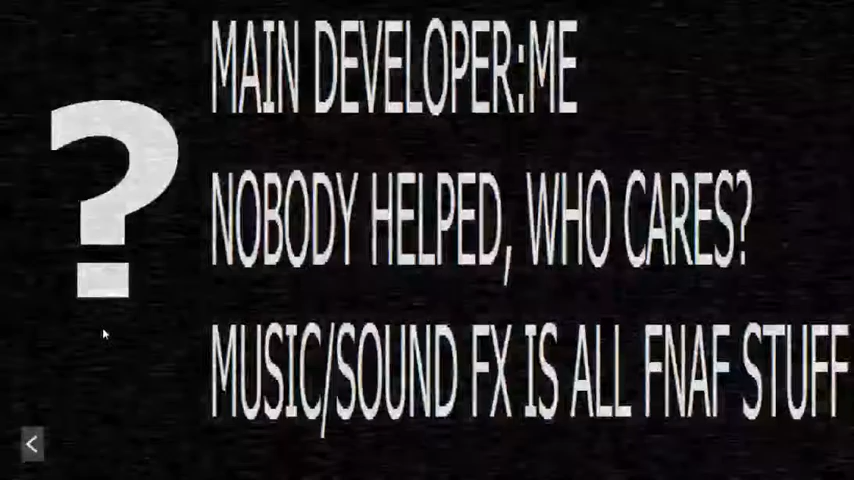 MAIN DEVELOPER:ME
?
NOBODY HELPED, WHO CARES?
MUSIC/SOUND FX IS ALL FNAF STUFF
<